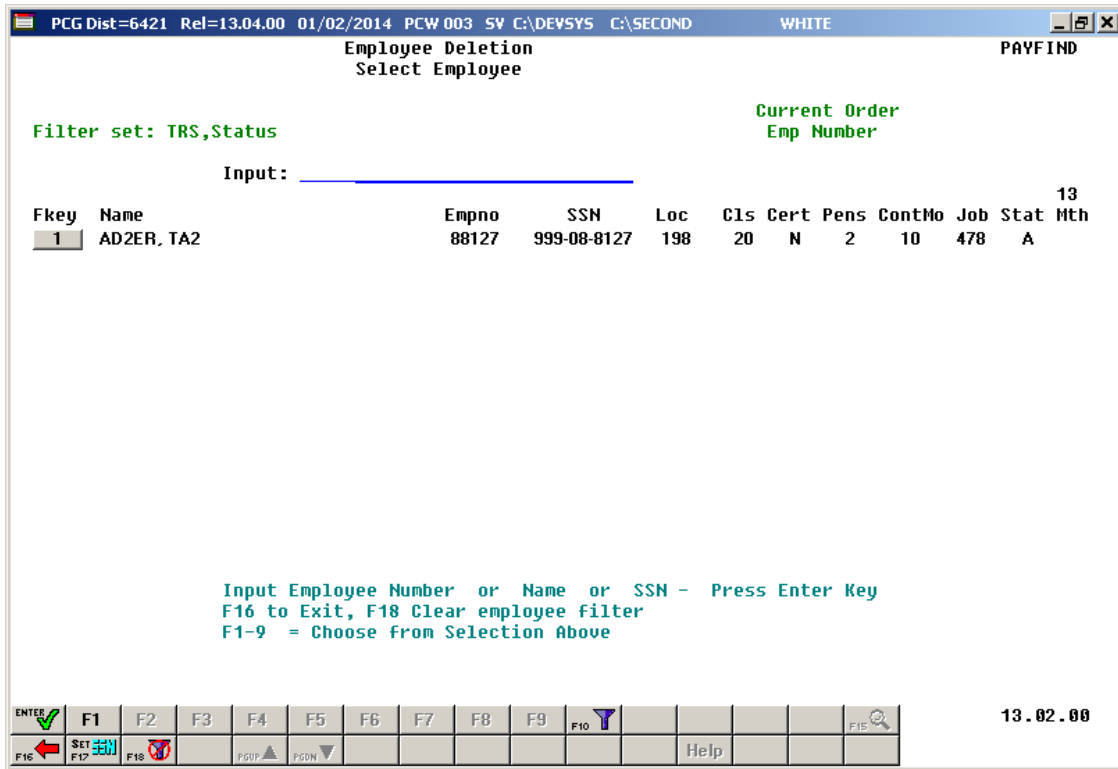 PCG Dist=6421 Rel=13.04.00 01/02/2014 PCW 003 SV C:\DEVSYS C:\SECOND WHITE
Employee Deletion PAYFIND
Select Employee
Current Order
Filter set: TRS,Status Emp Number
Input:
13
Fkey Name Empno SSN Loc Cls Cert Pens ContMo Job Stat Mth
1 AD2ER, TA2 88127 999-08-8127 198 20 N 2 10 478 A
Input Employee Number or Name or SSN - Press Enter Key
F16 to Exit, F18 Clear employee filter
F1-9 = Choose from Selection Above
ENTER F1 F2 F3 F4 F5 F6 F7 F8 F9 F10 F15 13.02.00
F16 SET F17 F18 PGUP PGDN Help